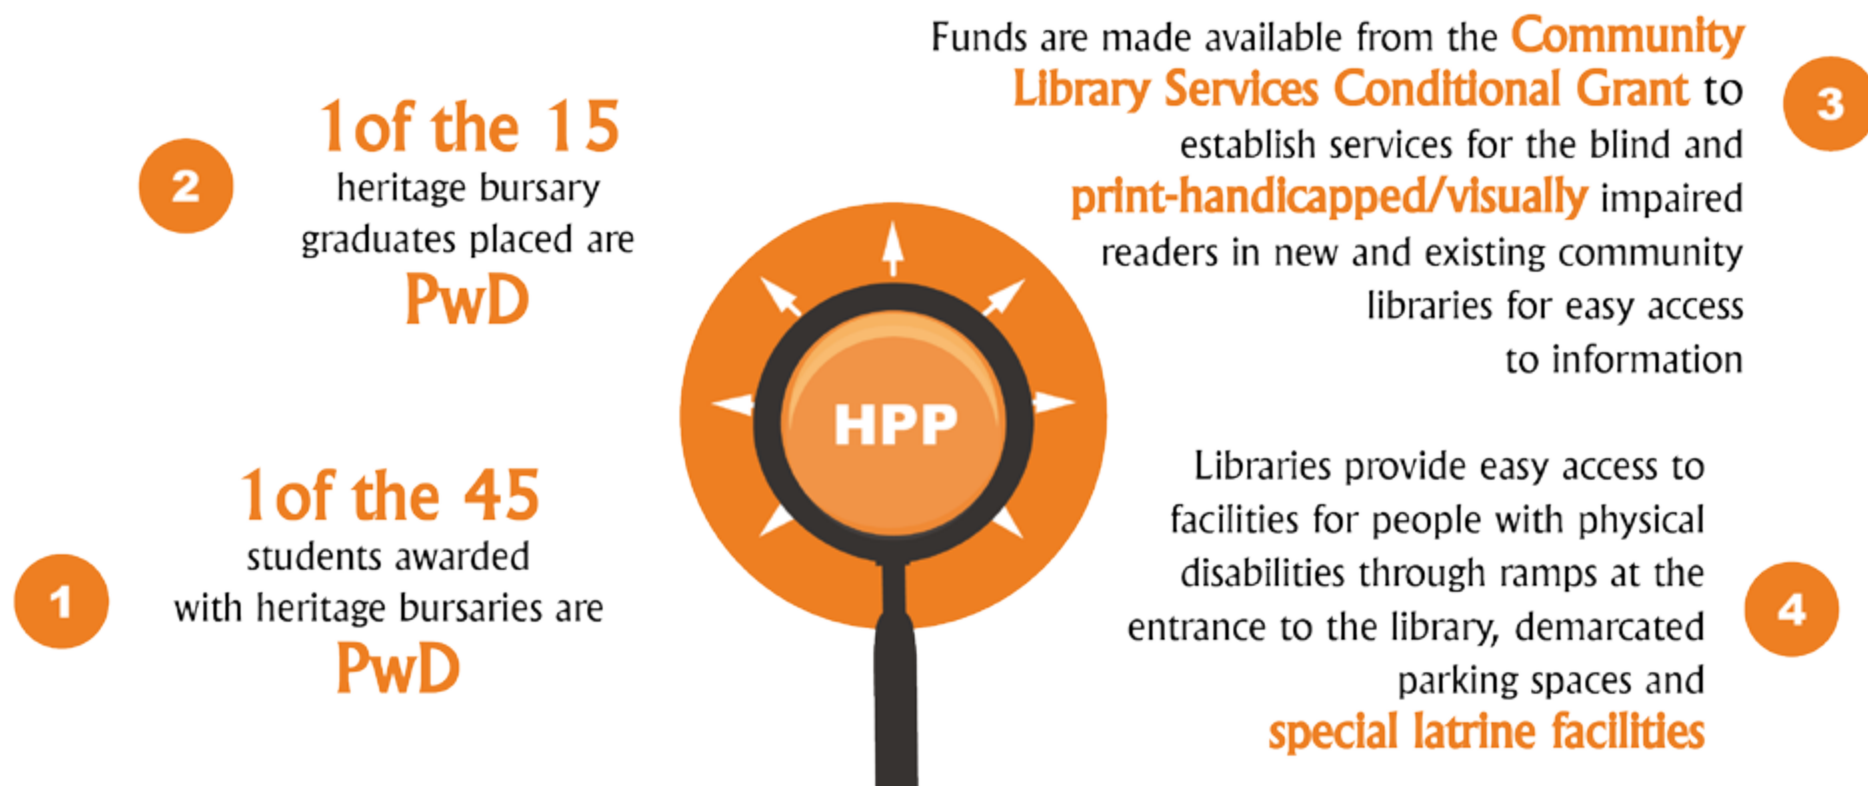 1
1of the 45
students awarded
with heritage bursaries are
PwD
2
1of the 15
heritage bursary
graduates placed are
PwD
HPP
Funds are made available from the Community
Library Services Conditional Grant to
establish services for the blind and
print-handicapped/visually impaired
readers in new and existing community
libraries for easy access
to information
3
Libraries provide easy access to
facilities for people with physical
disabilities through ramps at the
entrance to the library, demarcated
parking spaces and
special latrine facilities
4